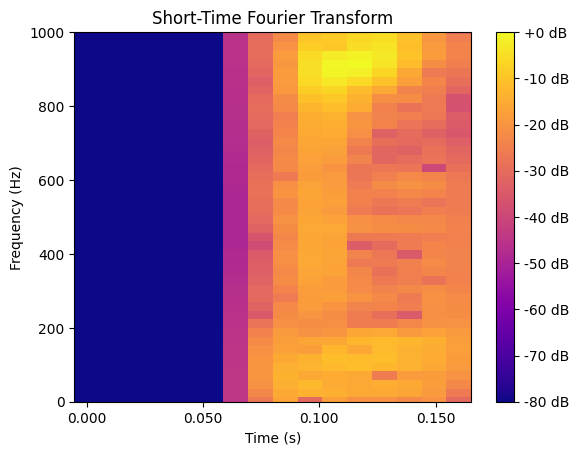 Short-Time Fourier Transform
Frequency (Hz)
1000
800
600
400
200
0
0.000
0.050
0.100
0.150
Time (s)
+0 dB
-10 dB
-20 dB
-30 dB
-40 dB
-50 dB
-60 dB
-70 dB
-80 dB